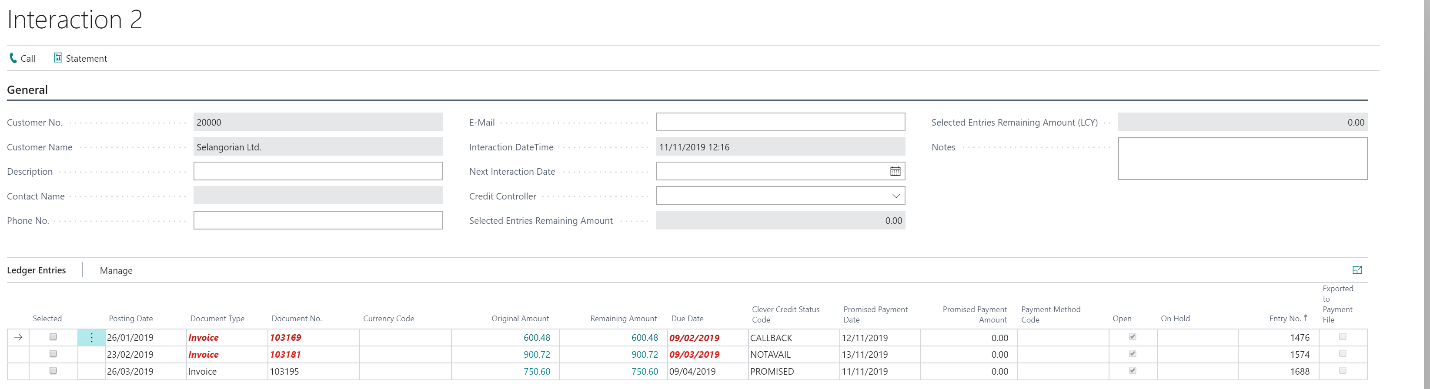 Interaction 2
Call Statement
General
Customer No. 20000 E-Mail Selected Entries Remaining Amount (LCY) 0.00
Customer Name Selangorian Ltd. Interaction DateTime 11/11/2019 12:16 Notes
Description Next Interaction Date
Contact Name Credit Controller
Phone No. Selected Entries Remaining Amount 0.00
Ledger Entries Manage
Selected Posting Date Document Type Document No. Currency Code Original Amount Remaining Amount Due Date Clever Credit Status Code Promised Payment Date Promised Payment Amount Payment Method Code Open On Hold Entry No. ↑ Exported to Payment File
26/01/2019 Invoice 103169 600.48 600.48 09/02/2019 CALLBACK 12/11/2019 0.00 1476
23/02/2019 Invoice 103181 900.72 900.72 09/03/2019 NOTAVAIL 13/11/2019 0.00 1574
26/03/2019 Invoice 103195 750.60 750.60 09/04/2019 PROMISED 11/11/2019 0.00 1688